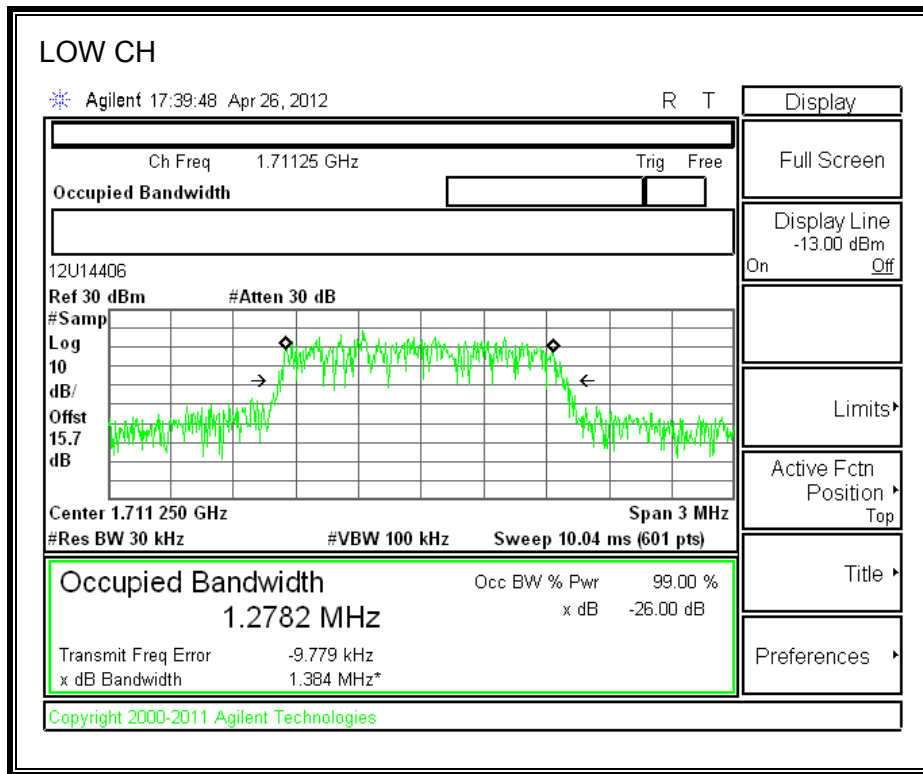 LOW CH
Agilent 17:39:48 Apr 26, 2012 R T
Display
Ch Freq 1.71125 GHz Trig Free
Occupied Bandwidth
Full Screen
Display Line
-13.00 dBm
On Off
12U14406
Ref 30 dBm #Atten 30 dB
#Samp
Log
10
dB/
Offst
15.7
dB
Limits
Active Fctn
Position
Top
Center 1.711 250 GHz Span 3 MHz
#Res BW 30 kHz #VBW 100 kHz Sweep 10.04 ms (601 pts)
Occupied Bandwidth Occ BW % Pwr 99.00 %
1.2782 MHz x dB -26.00 dB
Title
Transmit Freq Error -9.779 kHz
x dB Bandwidth 1.384 MHz*
Preferences
Copyright 2000-2011 Agilent Technologies